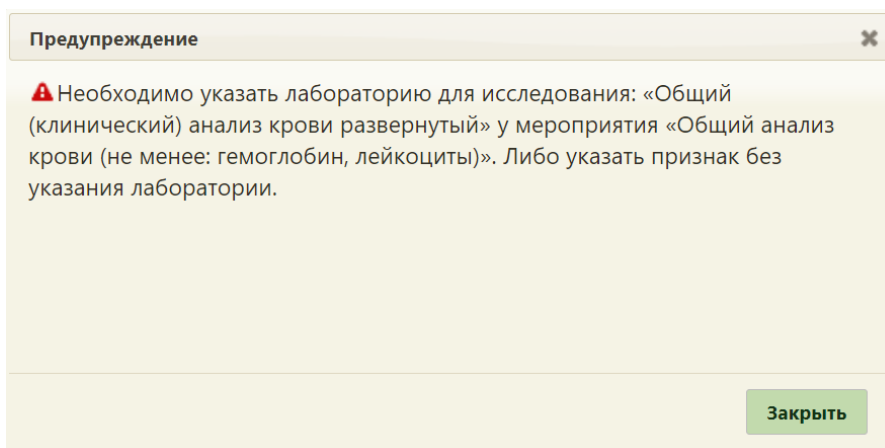 Предупреждение
Необходимо указать лабораторию для исследования: «Общий
(клинический) анализ крови развернутый» у мероприятия «Общий анализ
крови (не менее: гемоглобин, лейкоциты)». Либо указать признак без
указания лаборатории.
Закрыть